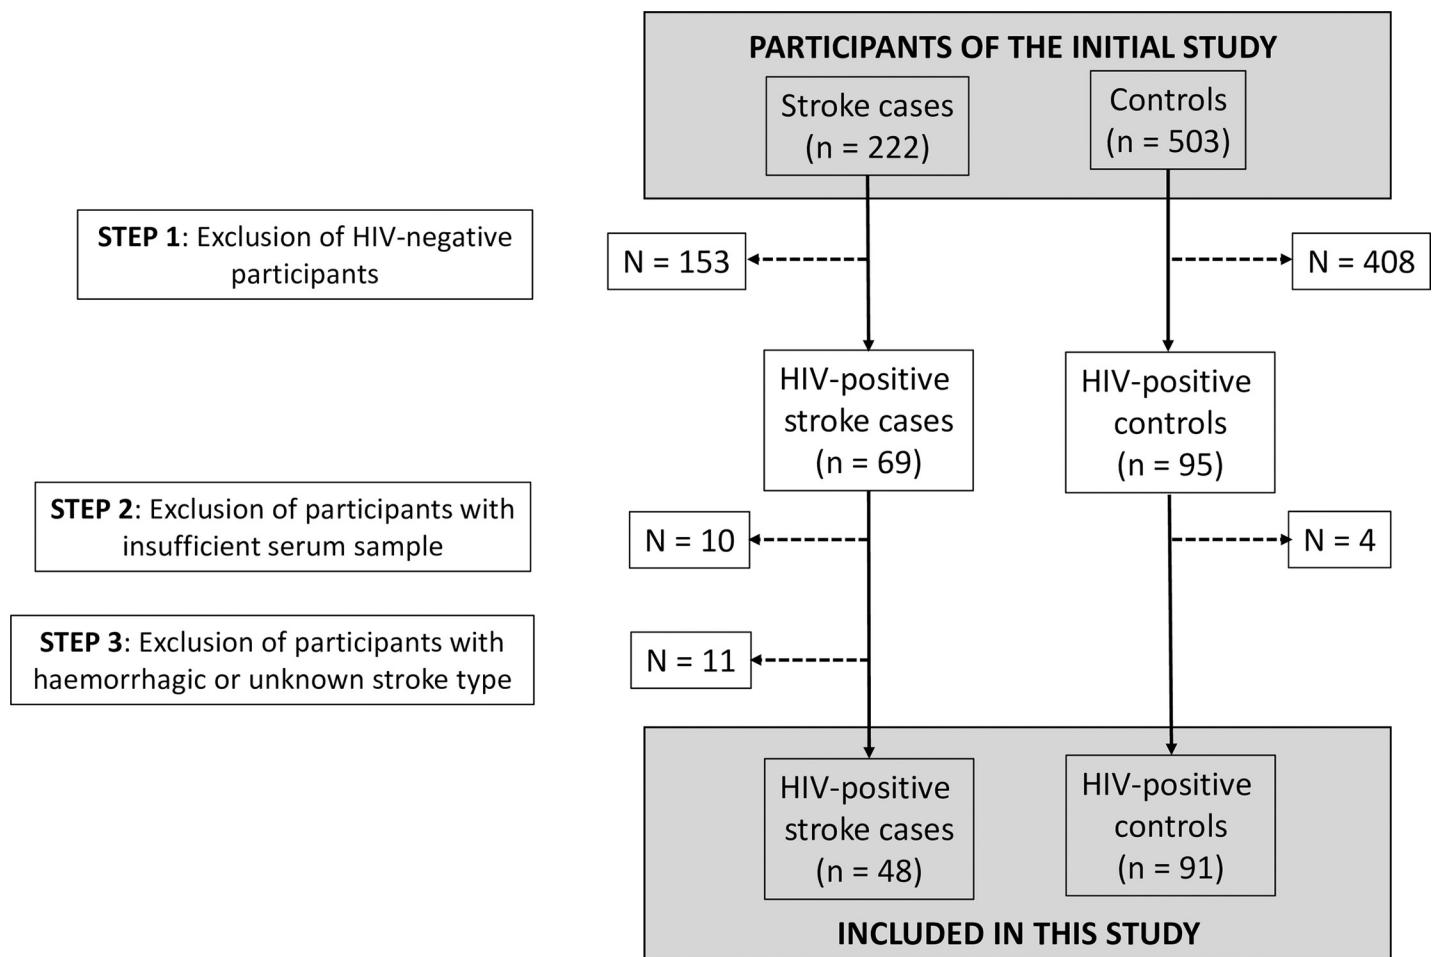 PARTICIPANTS OF THE INITIAL STUDY
Stroke cases
(n = 222)
Controls
(n = 503)
STEP 1: Exclusion of HIV-negative
participants
N = 153
N = 408
HIV-positive
stroke cases
(n = 69)
HIV-positive
controls
(n = 95)
STEP 2: Exclusion of participants with
insufficient serum sample
N = 10
N = 4
STEP 3: Exclusion of participants with
haemorrhagic or unknown stroke type
N = 11
HIV-positive
stroke cases
(n = 48)
HIV-positive
controls
(n = 91)
INCLUDED IN THIS STUDY